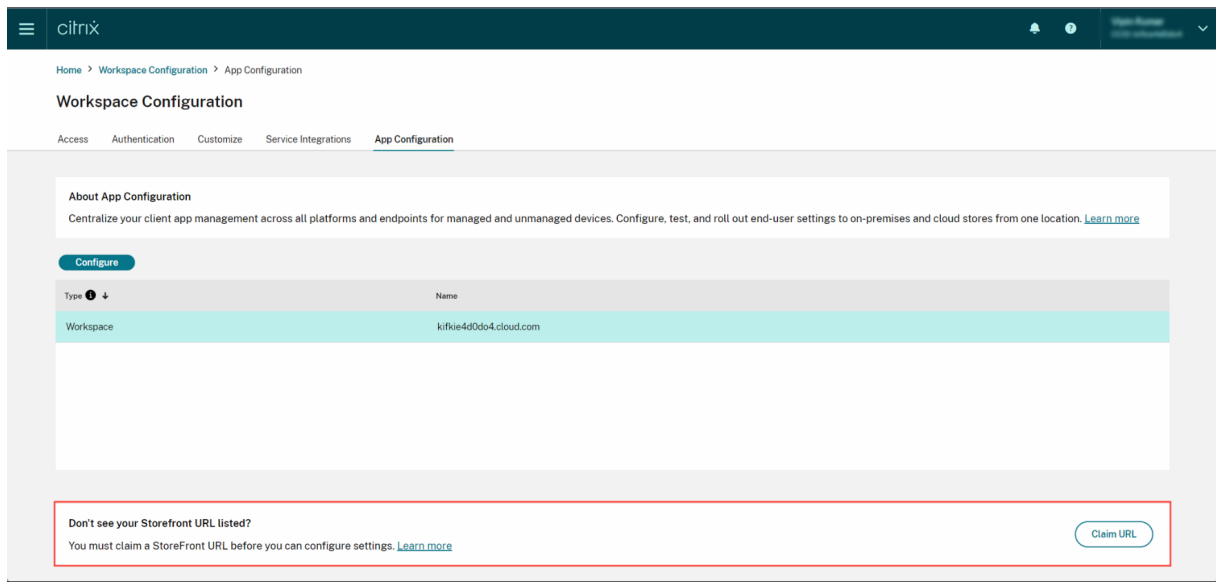 citrix
Home > Workspace Configuration > App Configuration
Workspace Configuration
Access Authentication Customize Service Integrations App Configuration
About App Configuration
Centralize your client app management across all platforms and endpoints for managed and unmanaged devices. Configure, test, and roll out end-user settings to on-premises and cloud stores from one location. Learn more
Configure
Type Name
Workspace kifkie4d0do4.cloud.com
Don't see your Storefront URL listed?
You must claim a StoreFront URL before you can configure settings. Learn more
Claim URL